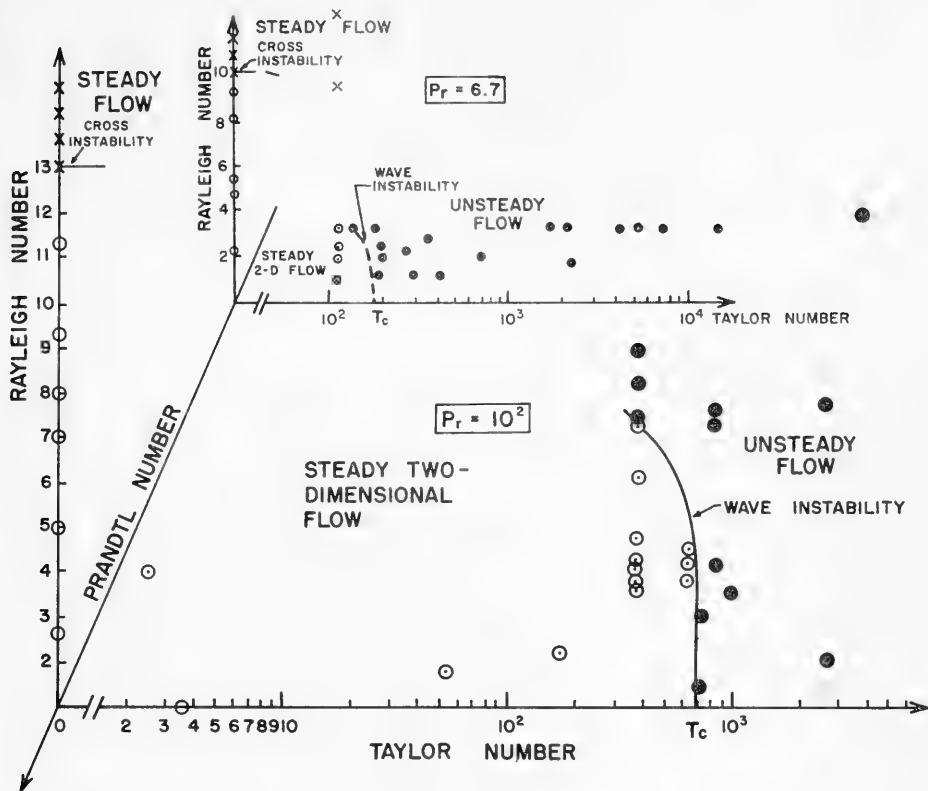 STEADY FLOW
CROSS
INSTABILITY
RAYLEIGH NUMBER
10
8
6
4
2
Pr = 6.7
WAVE
INSTABILITY
UNSTEADY
FLOW
STEADY
2-D FLOW
10²
Tc
10³
10⁴
TAYLOR NUMBER
STEADY
FLOW
CROSS
INSTABILITY
RAYLEIGH NUMBER
13
12
11
10
9
8
7
6
5
4
3
2
PRANDTL NUMBER
Pr = 10²
STEADY TWO-
DIMENSIONAL
FLOW
UNSTEADY
FLOW
WAVE INSTABILITY
0 2 3 4 5 6 7 8 9 10 10² Tc 10³
TAYLOR NUMBER